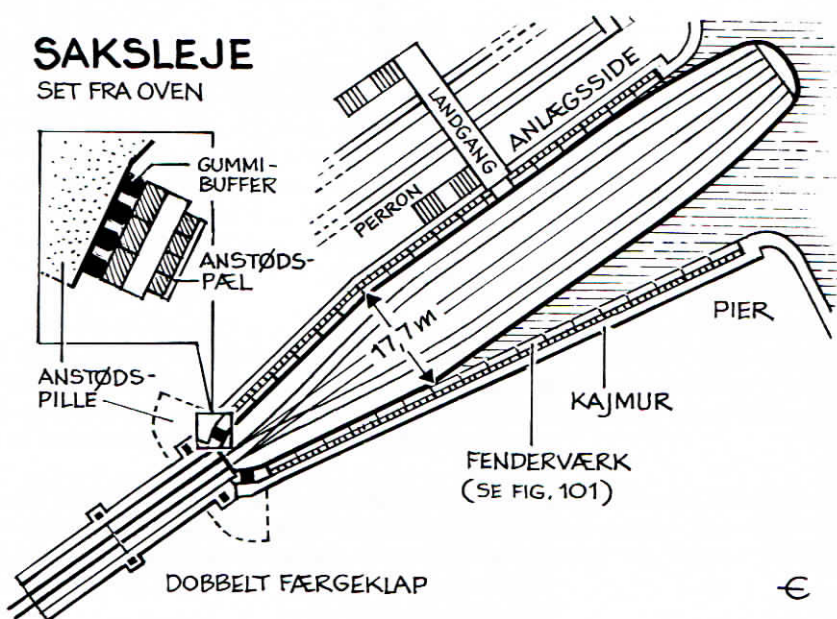 SAKSLEJE
SET FRA OVEN
GUMMI-
BUFFER
ANSTØDS-
PÆL
ANSTØDS-
PILLE
PERRON
LANDGANG
ANLÆGSSIDE
17,7 m
PIER
KAJMUR
FENDERVÆRK
(SE FIG. 101)
DOBBELT FÆRGEKLAP